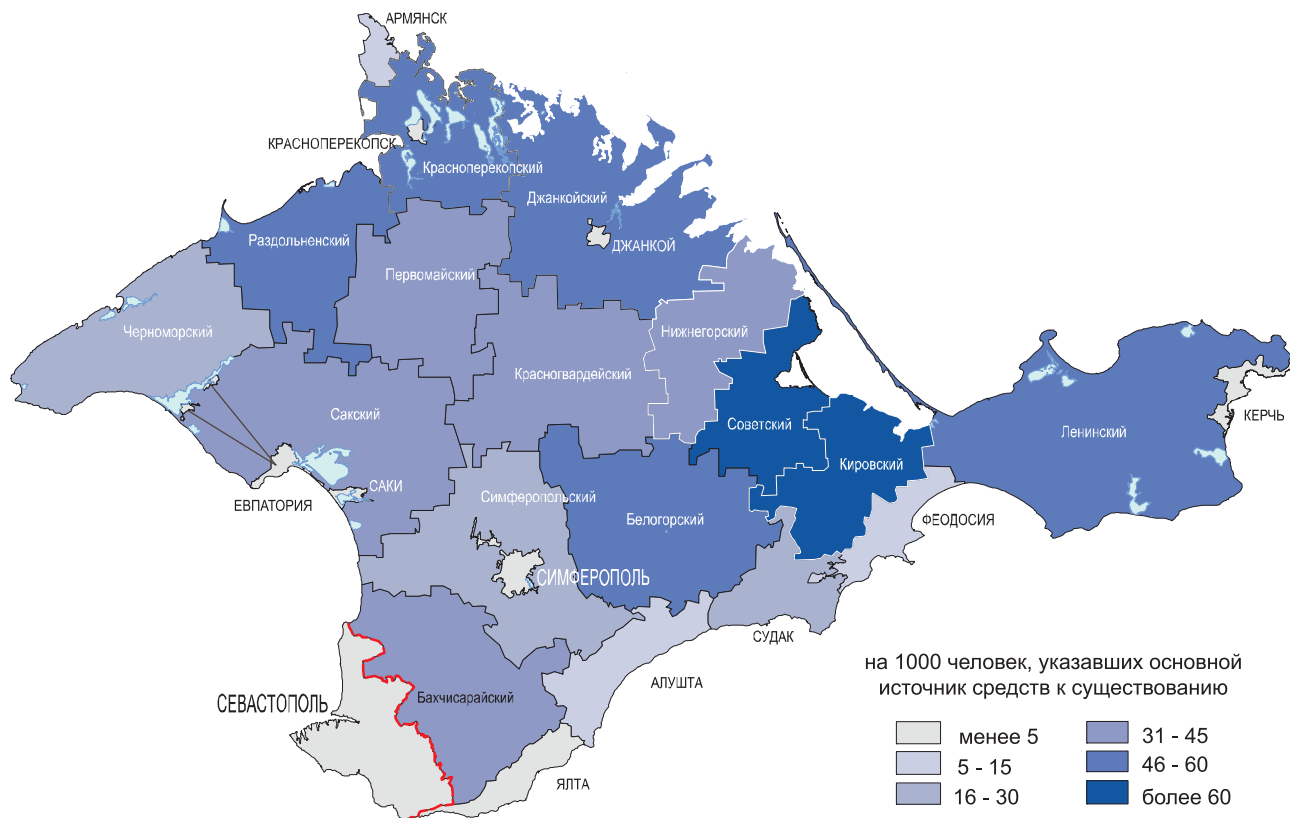 АРМЯНСК
КРАСНОПЕРЕКОПСК
Красноперекопский
Джанкойский
Раздольненский
ДЖАНКОЙ
Первомайский
Черноморский
Нижнегорский
Красногвардейский
Сакский
Советский
Ленинский
КЕРЧЬ
Кировский
САКИ
Симферопольский
ЕВПАТОРИЯ
Белогорский
ФЕОДОСИЯ
СИМФЕРОПОЛЬ
СУДАК
АЛУШТА
Бахчисарайский
СЕВАСТОПОЛЬ
ЯЛТА
на 1000 человек, указавших основной
источник средств к существованию
менее 5
5 - 15
16 - 30
31 - 45
46 - 60
более 60